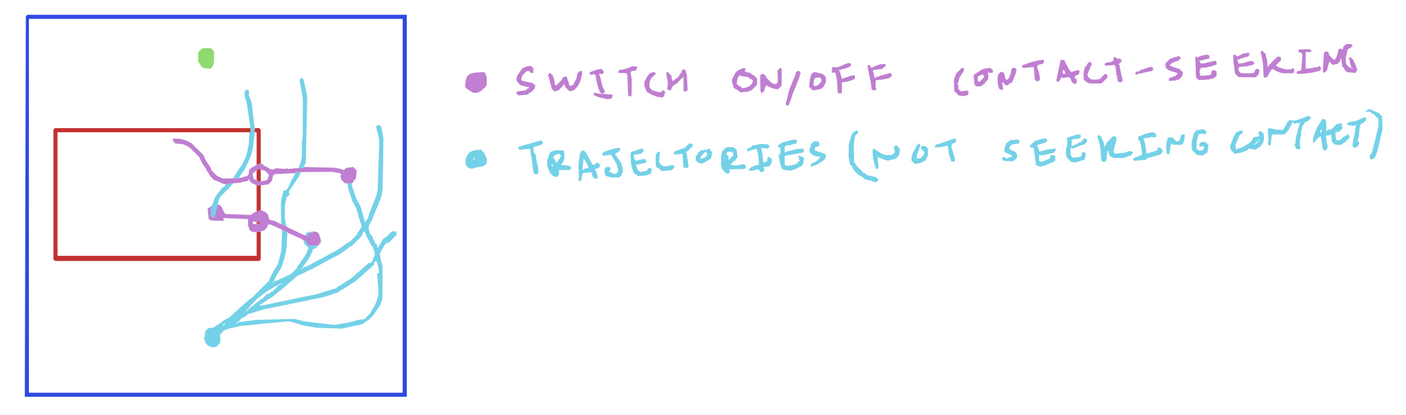 SWITCH ON/OFF CONTACT-SEEKING
TRAJECTORIES (NOT SEEKING CONTACT)